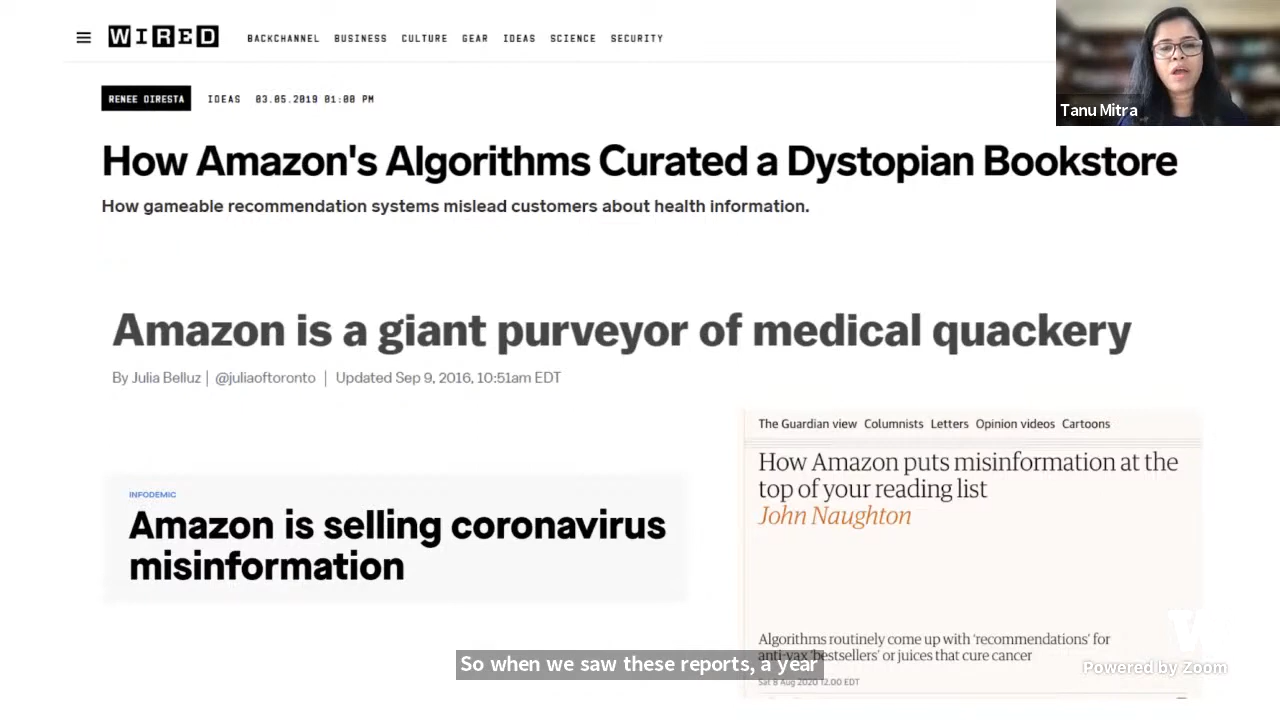 WIRED BACKCHANNEL BUSINESS CULTURE GEAR IDEAS SCIENCE SECURITY
Tanu Mitra
RENEE DIRESTA IDEAS 03.05.2019 01:00 PM
How Amazon's Algorithms Curated a Dystopian Bookstore
How gameable recommendation systems mislead customers about health information.
Amazon is a giant purveyor of medical quackery
By Julia Belluz | @juliaoftoronto | Updated Sep 9, 2016, 10:51am EDT
INFODEMIC
Amazon is selling coronavirus
misinformation
The Guardian view Columnists Letters Opinion videos Cartoons
How Amazon puts misinformation at the
top of your reading list
John Naughton
Algorithms routinely come up with ‘recommendations’ for
anti-vax ‘bestsellers’ or juices that cure cancer
Sat 8 Aug 2020 12.00 EDT
So when we saw these reports, a year
W
Powered by Zoom